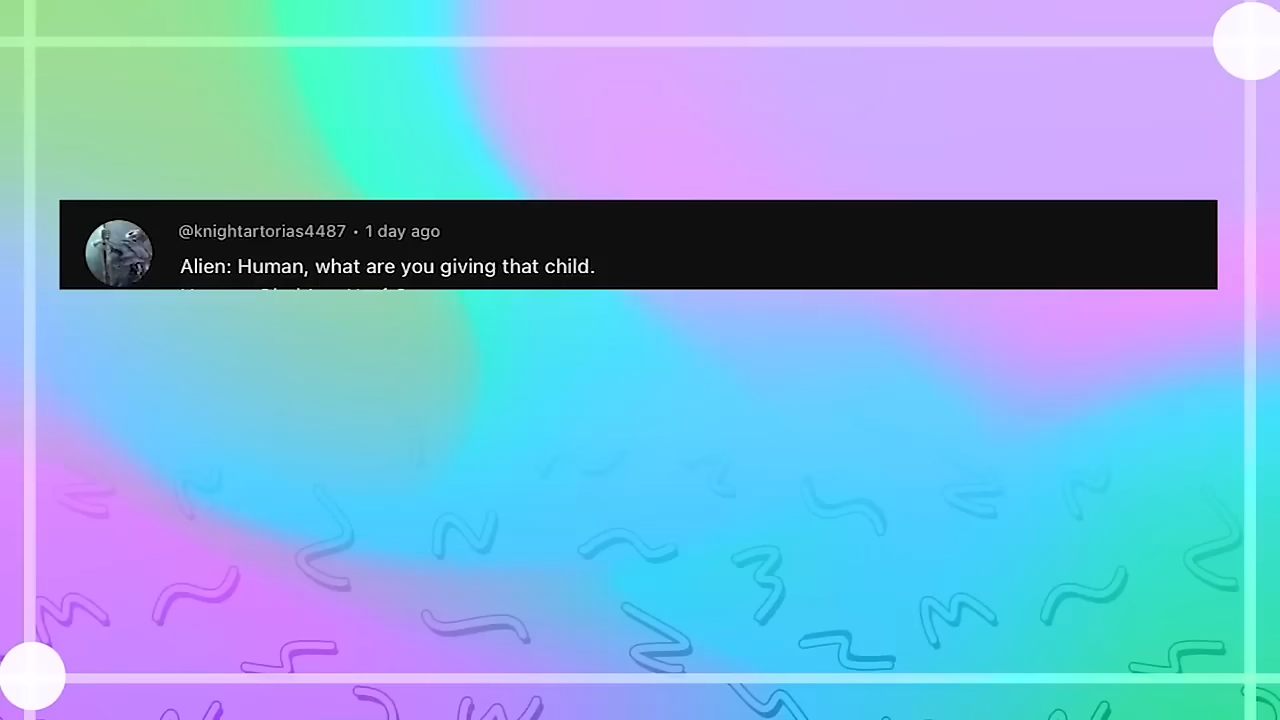 @knightartorias4487 • 1 day ago
Alien: Human, what are you giving that child.